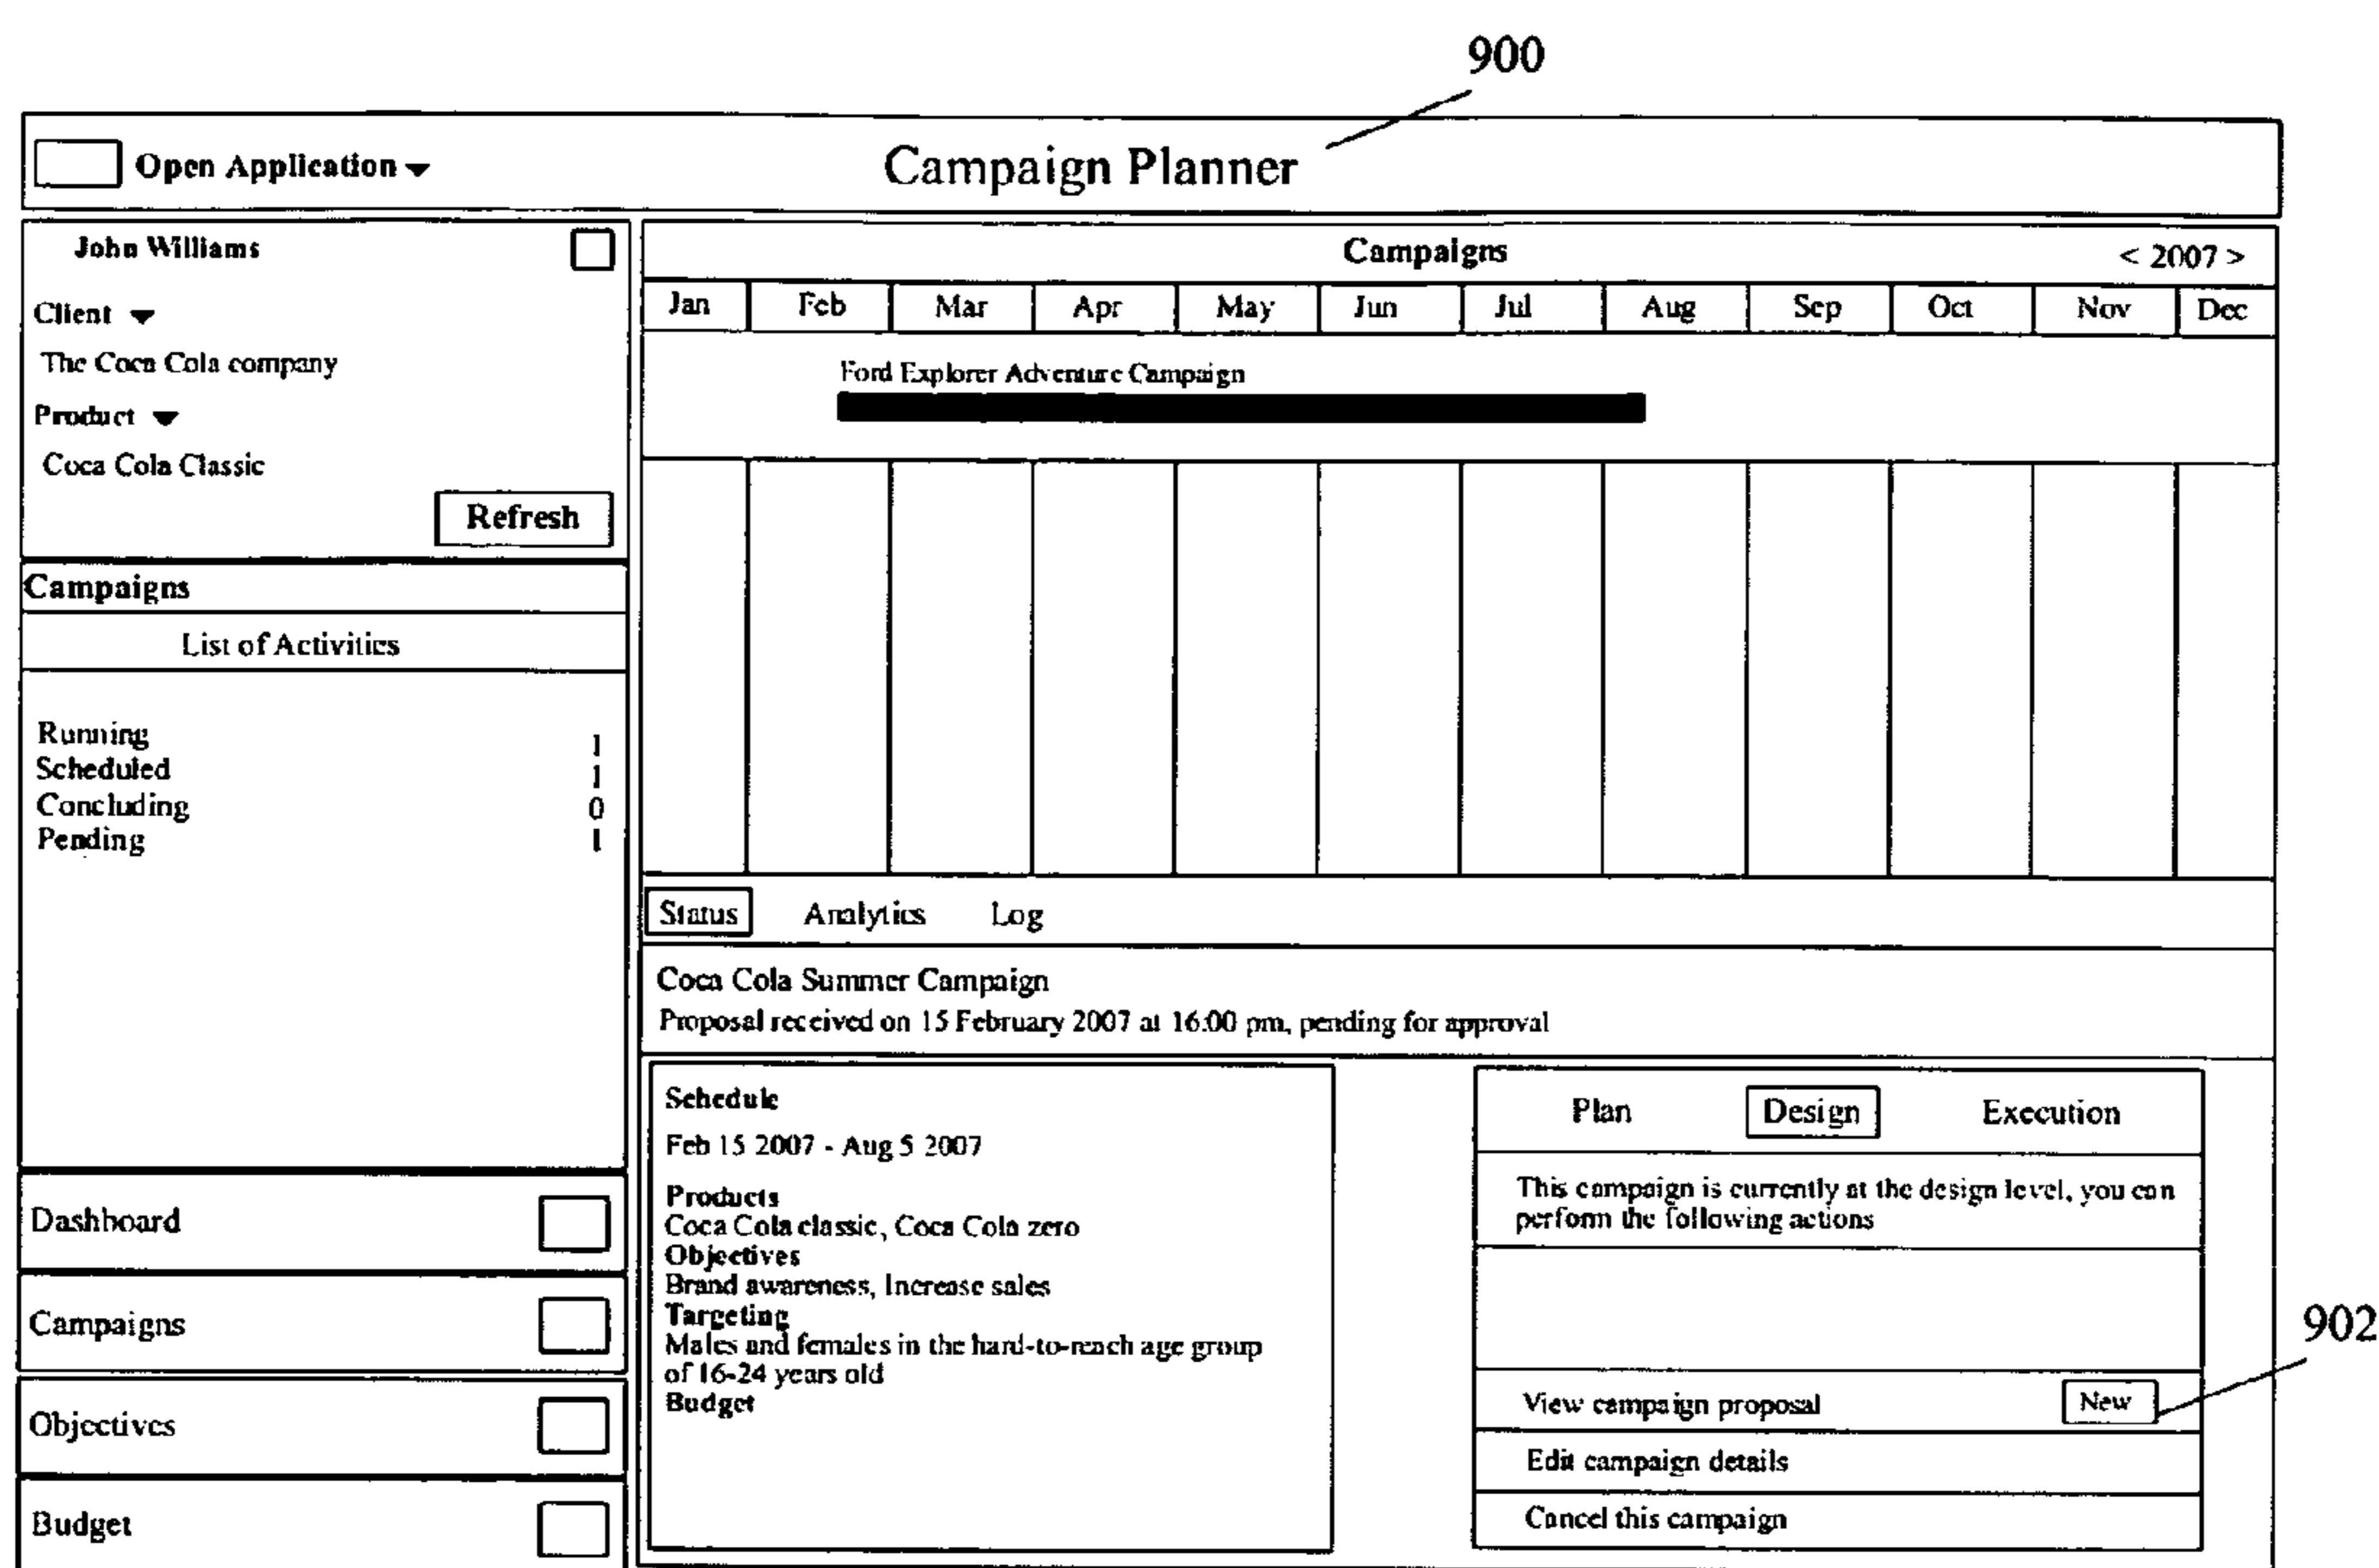 900
Open Application
Campaign Planner
John Williams
Client
The Coca Cola company
Product
Coca Cola Classic
Refresh
Campaigns
List of Activities
Running 1
Scheduled 1
Concluding 0
Pending 1
Dashboard
Campaigns
Objectives
Budget
Campaigns < 2007 >
Jan Feb Mar Apr May Jun Jul Aug Sep Oct Nov Dec
Ford Explorer Adventure Campaign
Status Analytics Log
Coca Cola Summer Campaign
Proposal received on 15 February 2007 at 16:00 pm, pending for approval
Schedule
Feb 15 2007 - Aug 5 2007
Products
Coca Cola classic, Coca Cola zero
Objectives
Brand awareness, Increase sales
Targeting
Males and females in the hard-to-reach age group
of 16-24 years old
Budget
Plan Design Execution
This campaign is currently at the design level, you can
perform the following actions
View campaign proposal New
902
Edit campaign details
Cancel this campaign